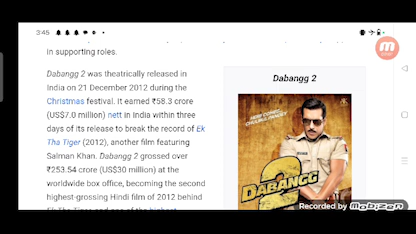 3:45
in supporting roles.
Dabangg 2 was theatrically released in
India on 21 December 2012 during the
Christmas festival. It earned ₹58.3 crore
(US$7.0 million) nett in India within three
days of its release to break the record of Ek
Tha Tiger (2012), another film featuring
Salman Khan. Dabangg 2 grossed over
₹253.54 crore (US$30 million) at the
worldwide box office, becoming the second
highest-grossing Hindi film of 2012 behind
Dabangg 2
HERE COMES
CHULBUL PANDEY!
DABANGG
2
Recorded by mobizen